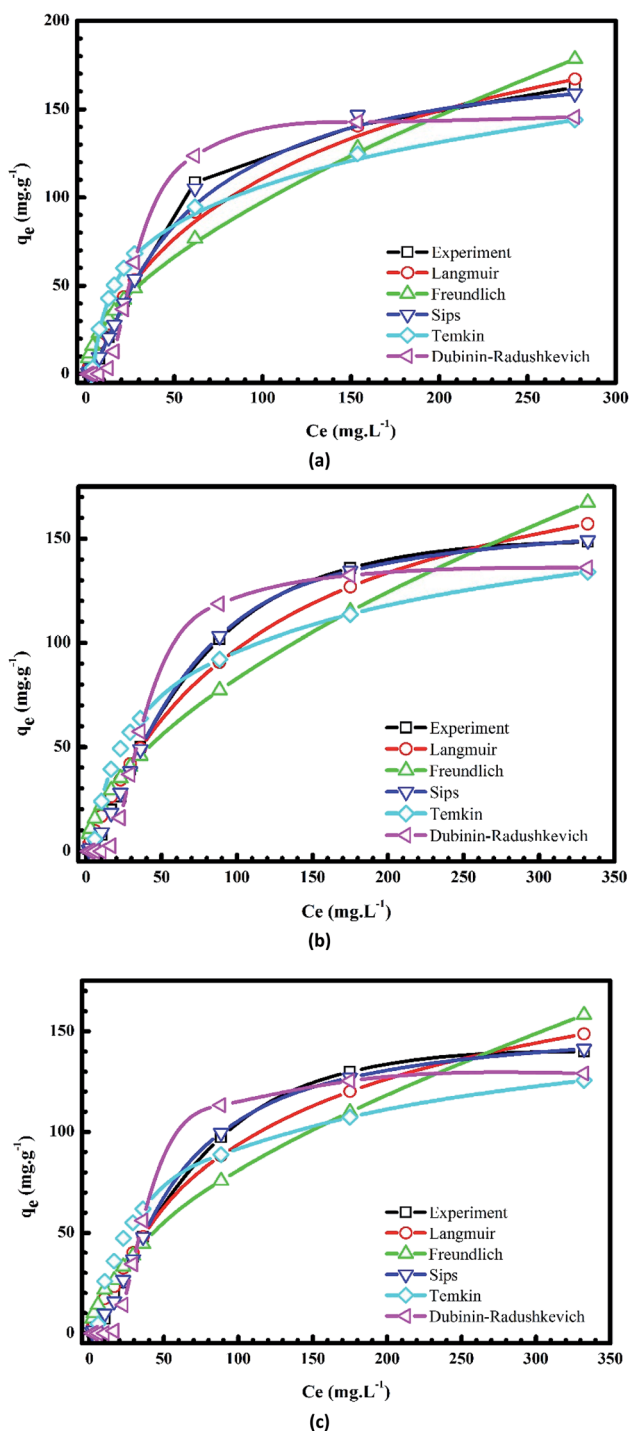 200
150
100
50
0
qe (mg.g-1)
Experiment
Langmuir
Freundlich
Sips
Temkin
Dubinin-Radushkevich
0 50 100 150 200 250 300
Ce (mg.L-1)
(a)
150
100
50
0
qe (mg.g-1)
Experiment
Langmuir
Freundlich
Sips
Temkin
Dubinin-Radushkevich
0 50 100 150 200 250 300 350
Ce (mg.L-1)
(b)
150
100
50
0
qe (mg.g-1)
Experiment
Langmuir
Freundlich
Sips
Temkin
Dubinin-Radushkevich
0 50 100 150 200 250 300 350
Ce (mg.L-1)
(c)